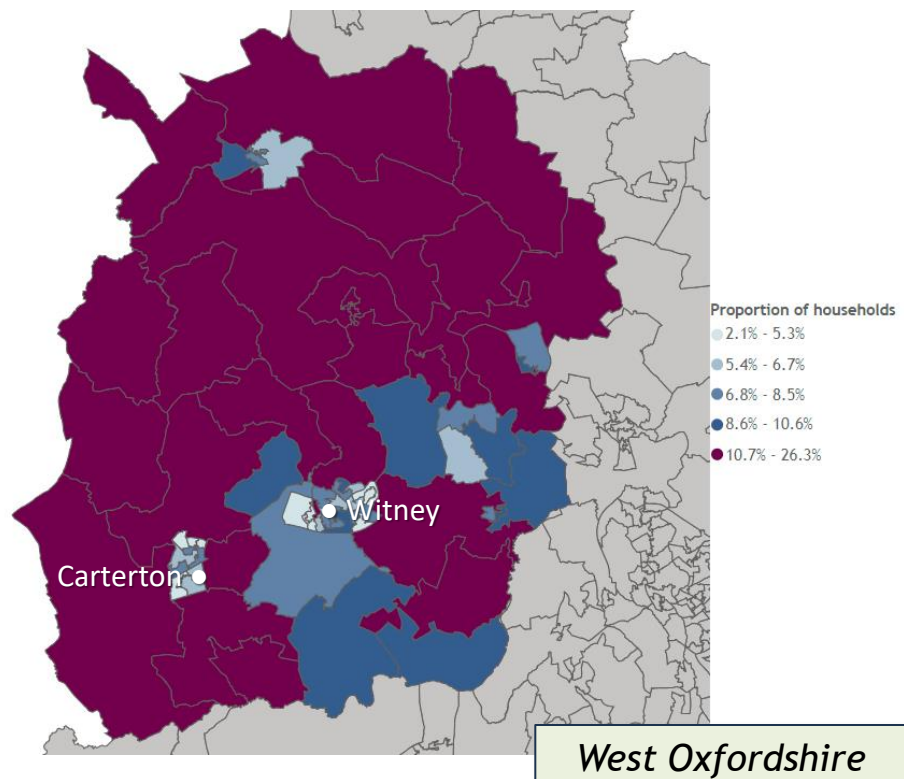 Proportion of households
2.1% - 5.3%
5.4% - 6.7%
6.8% - 8.5%
8.6% - 10.6%
10.7% - 26.3%
Witney
Carterton
West Oxfordshire